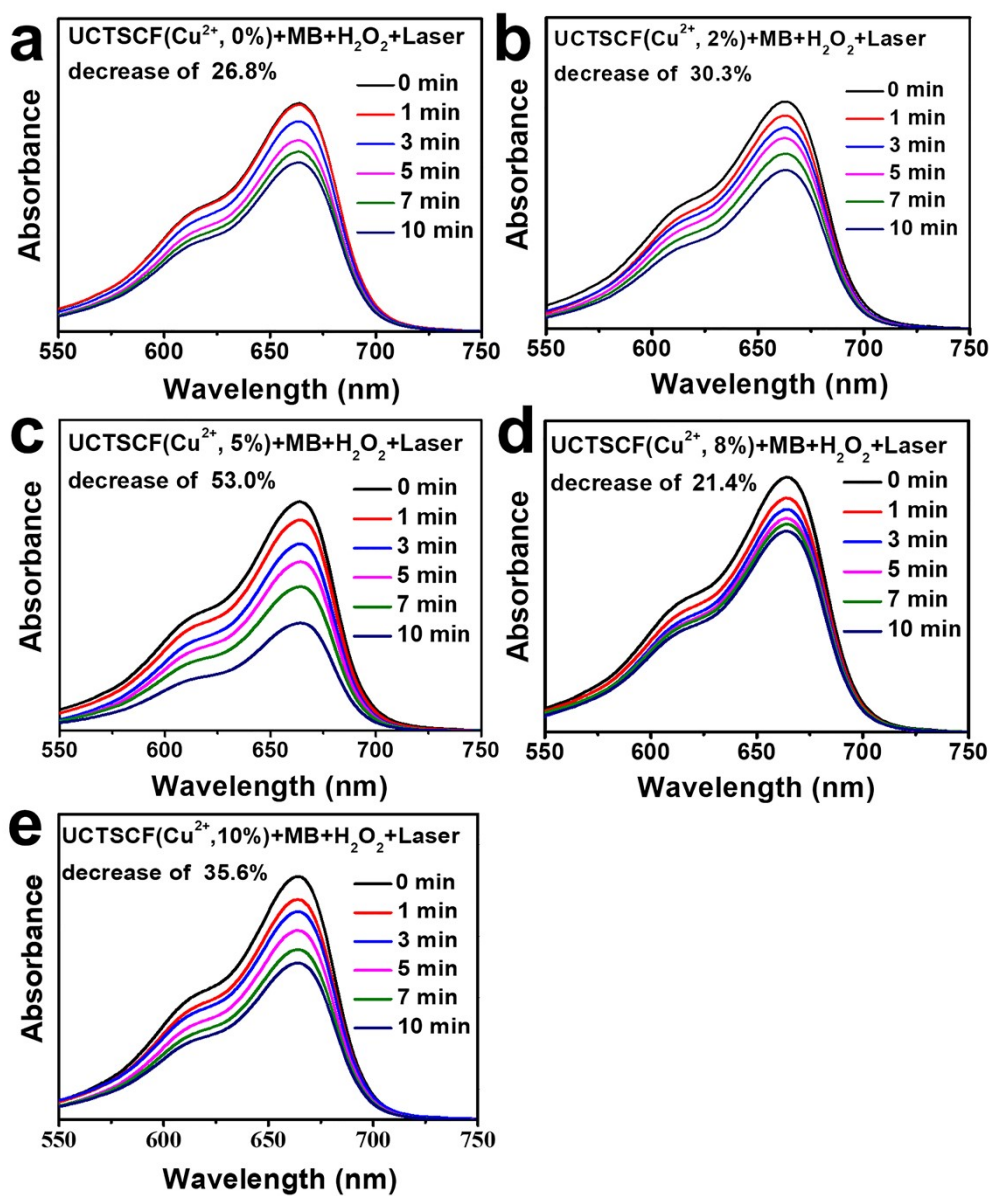 a
UCTSCF(Cu²⁺, 0%)+MB+H₂O₂+Laser
decrease of 26.8%
0 min
1 min
3 min
5 min
7 min
10 min
Absorbance
550 600 650 700 750
Wavelength (nm)
b
UCTSCF(Cu²⁺, 2%)+MB+H₂O₂+Laser
decrease of 30.3%
0 min
1 min
3 min
5 min
7 min
10 min
Absorbance
550 600 650 700 750
Wavelength (nm)
c
UCTSCF(Cu²⁺, 5%)+MB+H₂O₂+Laser
decrease of 53.0%
0 min
1 min
3 min
5 min
7 min
10 min
Absorbance
550 600 650 700 750
Wavelength (nm)
d
UCTSCF(Cu²⁺, 8%)+MB+H₂O₂+Laser
decrease of 21.4%
0 min
1 min
3 min
5 min
7 min
10 min
Absorbance
550 600 650 700 750
Wavelength (nm)
e
UCTSCF(Cu²⁺,10%)+MB+H₂O₂+Laser
decrease of 35.6%
0 min
1 min
3 min
5 min
7 min
10 min
Absorbance
550 600 650 700 750
Wavelength (nm)